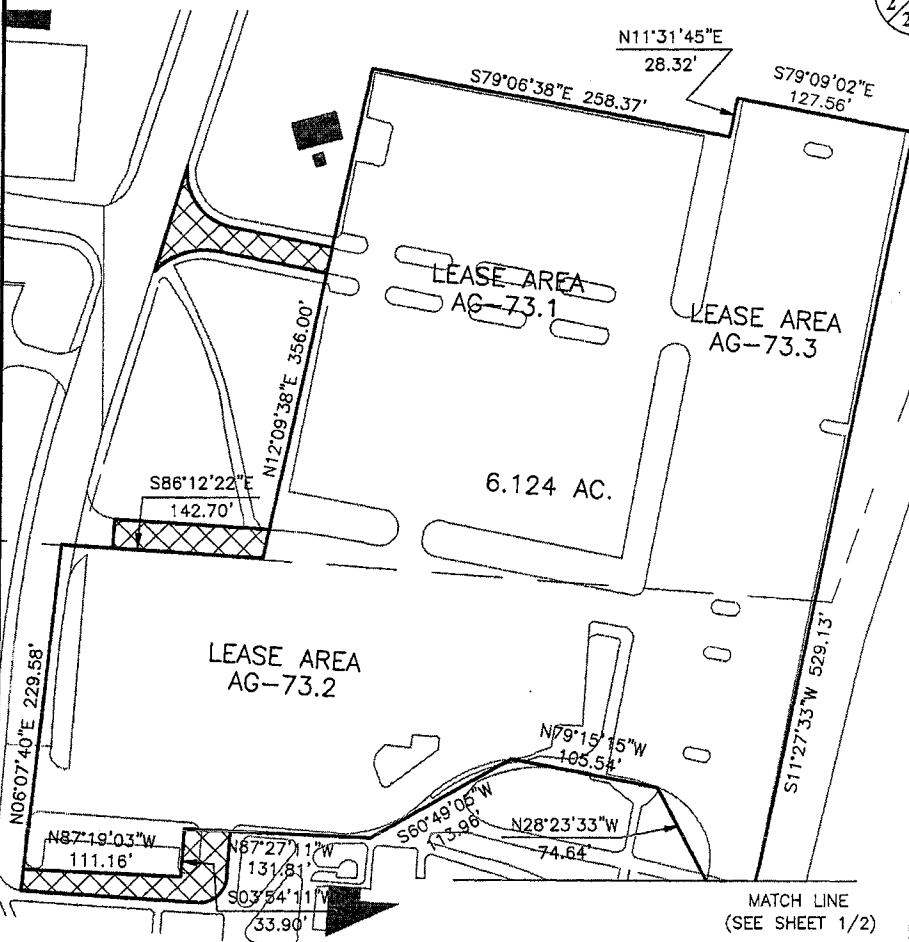 2/2
N11°31'45"E
28.32'
S79°06'38"E 258.37'
S79°09'02"E
127.56'
LEASE AREA
AG-73.1
LEASE AREA
AG-73.3
N12°09'38"E 356.00'
S86°12'22"E
142.70'
6.124 AC.
LEASE AREA
AG-73.2
N06°07'40"E 229.58'
S11°27'33"W 529.13'
N79°15'15"W
105.54'
S60°49'05"W
113.96'
N28°23'33"W
74.64'
N87°19'03"W
111.16'
N87°27'11"W
131.81'
S03°54'11"W
33.90'
MATCH LINE
(SEE SHEET 1/2)